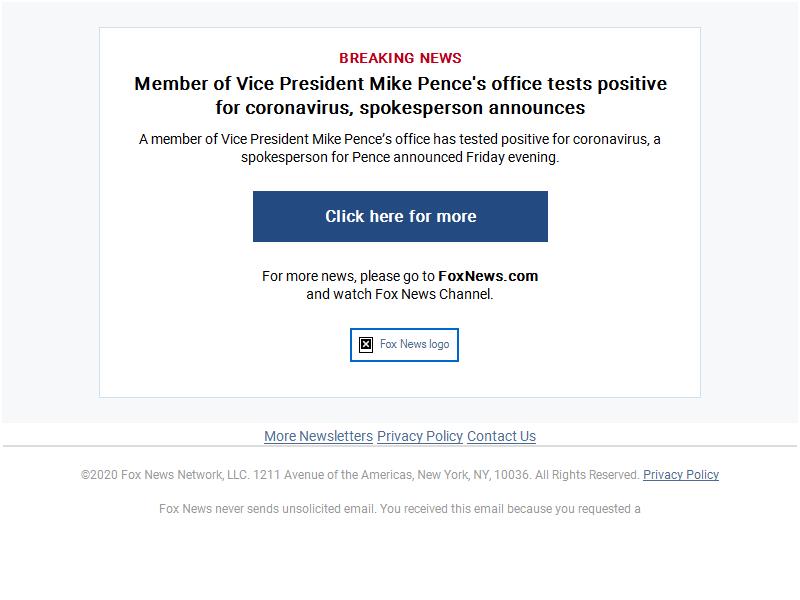 BREAKING NEWS
Member of Vice President Mike Pence's office tests positive
for coronavirus, spokesperson announces
A member of Vice President Mike Pence’s office has tested positive for coronavirus, a
spokesperson for Pence announced Friday evening.
Click here for more
For more news, please go to FoxNews.com
and watch Fox News Channel.
Fox News logo
More Newsletters Privacy Policy Contact Us
©2020 Fox News Network, LLC. 1211 Avenue of the Americas, New York, NY, 10036. All Rights Reserved. Privacy Policy
Fox News never sends unsolicited email. You received this email because you requested a